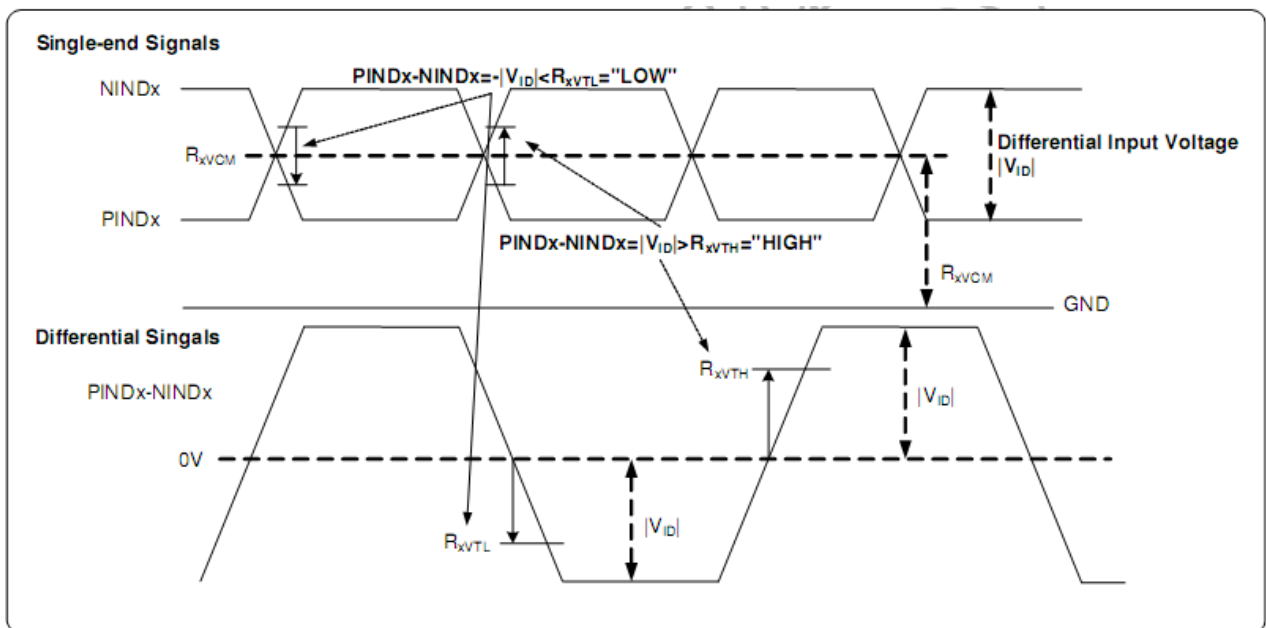 Single-end Signals
PINDx-NINDx=-|VID|<RxVTL="LOW"
NINDx
RxVCM
Differential Input Voltage
|VID|
PINDx
PINDx-NINDx=|VID|>RxVTH="HIGH"
RxVCM
GND
Differential Singals
PINDx-NINDx
RxVTH
|VID|
0V
RxVTL
|VID|